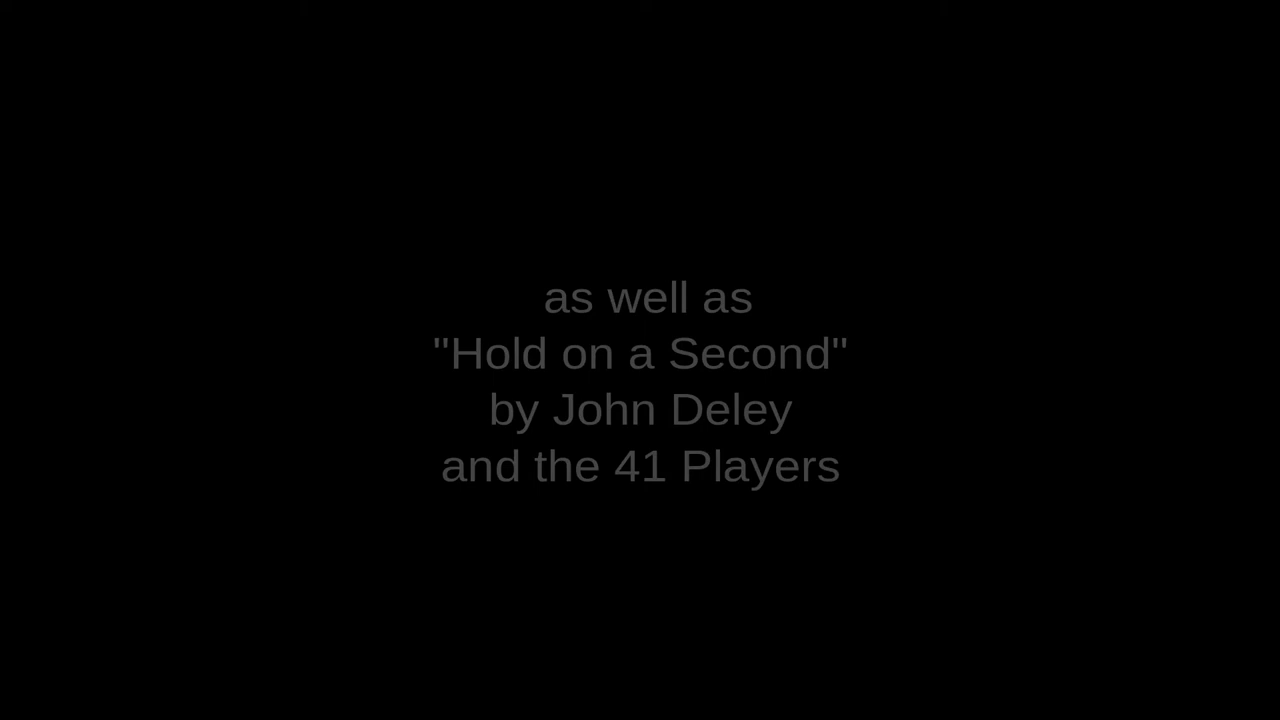 as well as
"Hold on a Second"
by John Deley
and the 41 Players